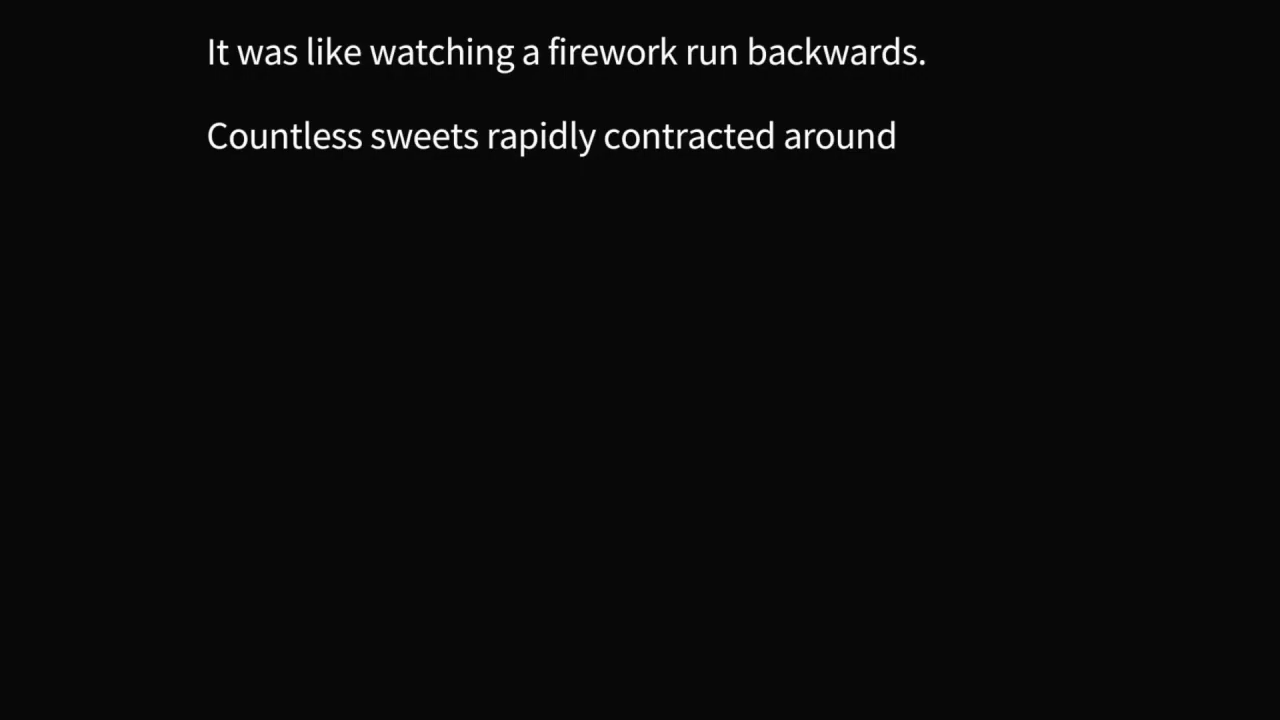 It was like watching a firework run backwards.
Countless sweets rapidly contracted around